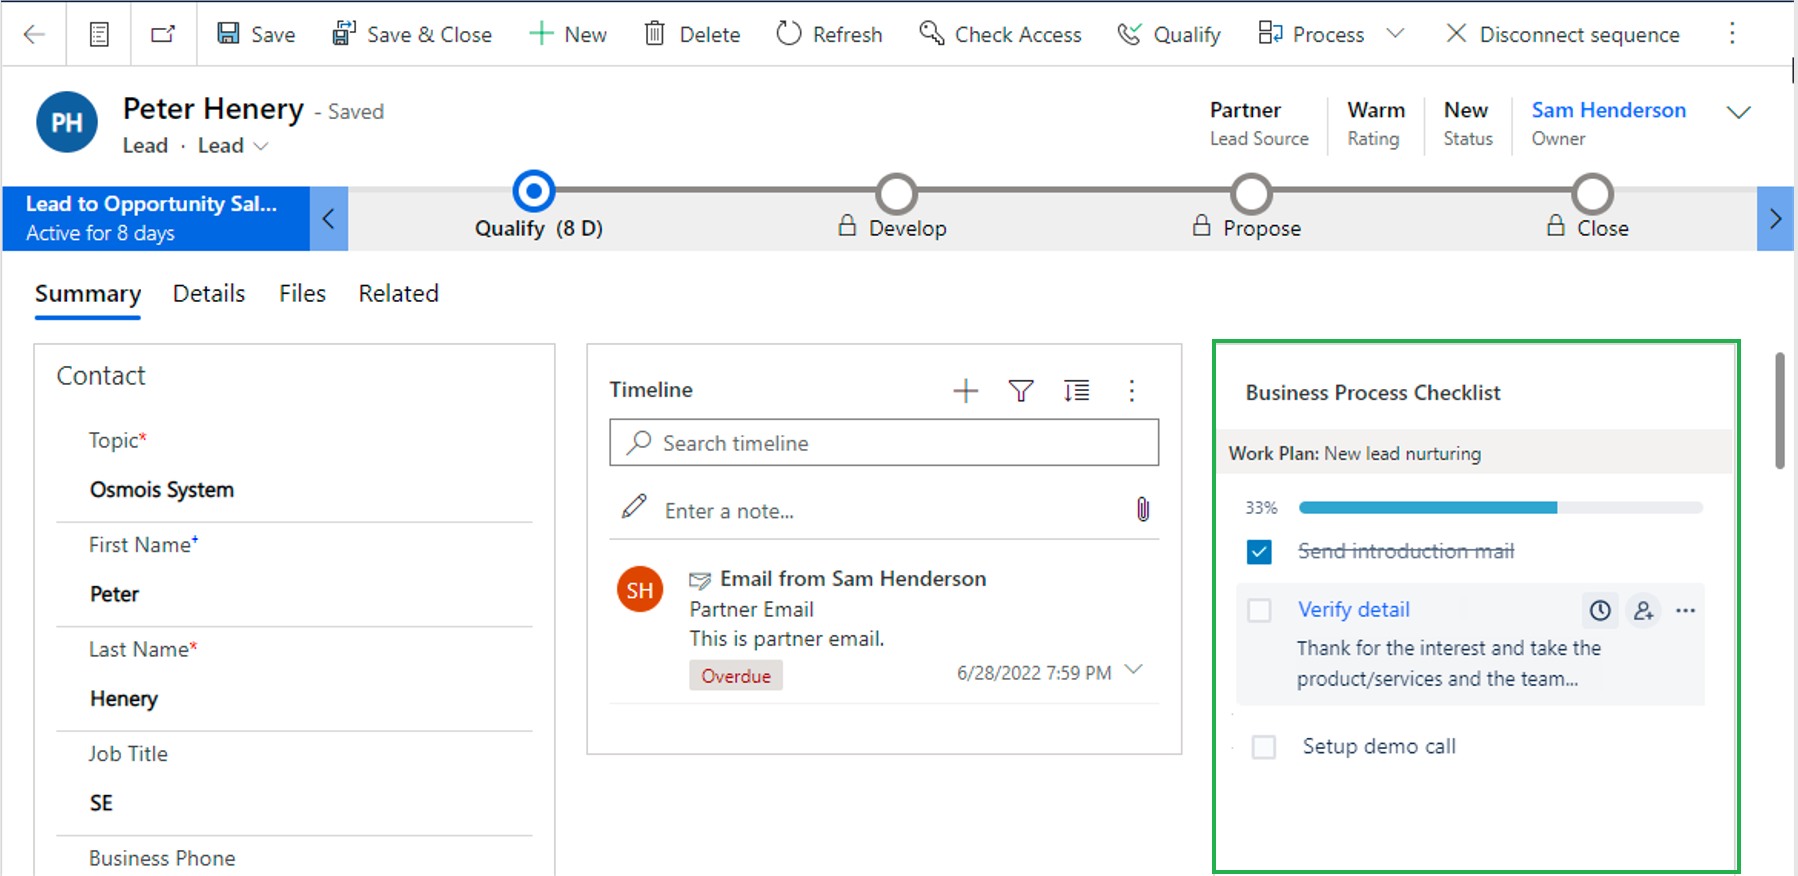 Save
Save & Close
New
Delete
Refresh
Check Access
Qualify
Process
Disconnect sequence
PH
Peter Henery - Saved
Lead · Lead
Partner
Lead Source
Warm
Rating
New
Status
Sam Henderson
Owner
Lead to Opportunity Sal...
Active for 8 days
Qualify (8 D)
Develop
Propose
Close
Summary
Details
Files
Related
Contact
Topic*
Osmois System
First Name+
Peter
Last Name*
Henery
Job Title
SE
Business Phone
Timeline
Search timeline
Enter a note...
SH
Email from Sam Henderson
Partner Email
This is partner email.
Overdue
6/28/2022 7:59 PM
Business Process Checklist
Work Plan: New lead nurturing
33%
Send introduction mail
Verify detail
Thank for the interest and take the
product/services and the team...
Setup demo call